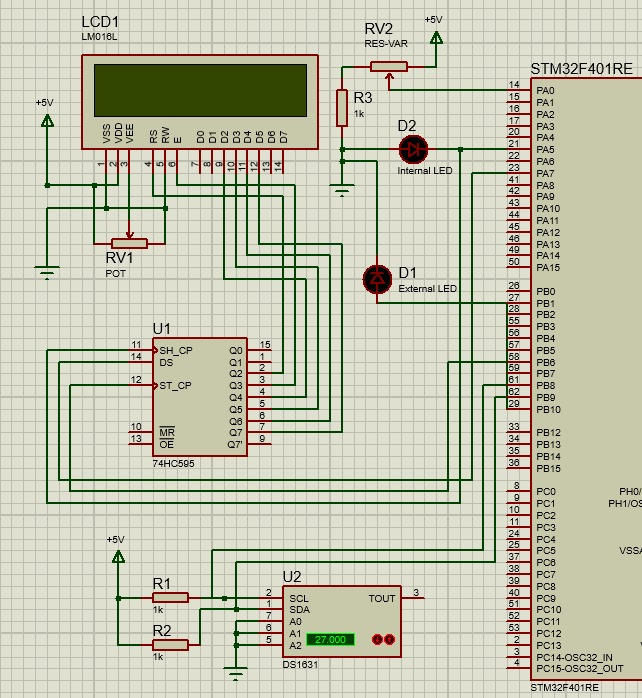 LCD1
LM016L
VSS VDD VEE RS RW E D0 D1 D2 D3 D4 D5 D6 D7
1 2 3 4 5 6 7 8 9 10 11 12 13 14
+5V
RV1
POT
RV2
RES-VAR
+5V
R3
1k
D2
Internal LED
D1
External LED
U1
11 SH_CP
14 DS
12 ST_CP
10 MR
13 OE
Q0 15
Q1 1
Q2 2
Q3 3
Q4 4
Q5 5
Q6 6
Q7 7
Q7' 9
74HC595
+5V
R1
1k
R2
1k
U2
2 SCL
1 SDA
7 A0
6 A1
5 A2
TOUT 3
27.000
DS1631
STM32F401RE
14 PA0
15 PA1
16 PA2
17 PA3
20 PA4
21 PA5
22 PA6
23 PA7
41 PA8
42 PA9
43 PA10
44 PA11
45 PA12
46 PA13
49 PA14
50 PA15
26 PB0
27 PB1
28 PB2
55 PB3
56 PB4
57 PB5
58 PB6
59 PB7
61 PB8
62 PB9
29 PB10
33 PB12
34 PB13
35 PB14
36 PB15
8 PC0
9 PC1
10 PC2
11 PC3
24 PC4
25 PC5
37 PC6
38 PC7
39 PC8
40 PC9
51 PC10
52 PC11
53 PC12
2 PC13
3 PC14-OSC32_IN
4 PC15-OSC32_OUT
PH0/
PH1/OS
VSSA
STM32F401RE